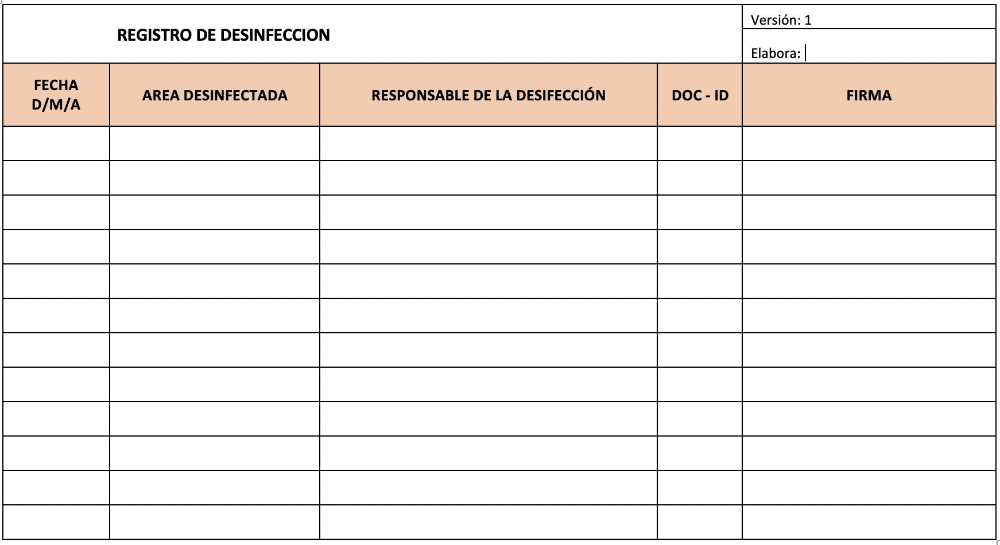 REGISTRO DE DESINFECCION
Versión: 1
Elabora:
FECHA
D/M/A
AREA DESINFECTADA
RESPONSABLE DE LA DESIFECCIÓN
DOC - ID
FIRMA